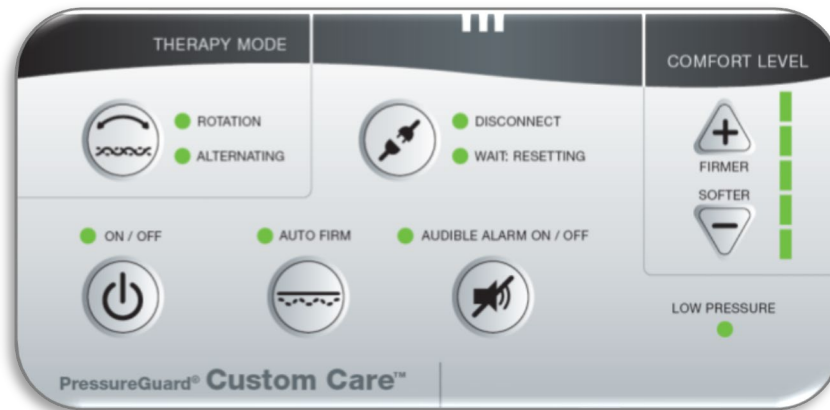 THERAPY MODE
ROTATION
ALTERNATING
DISCONNECT
WAIT: RESETTING
COMFORT LEVEL
FIRMER
SOFTER
ON / OFF
AUTO FIRM
AUDIBLE ALARM ON / OFF
LOW PRESSURE
PressureGuard® Custom Care™